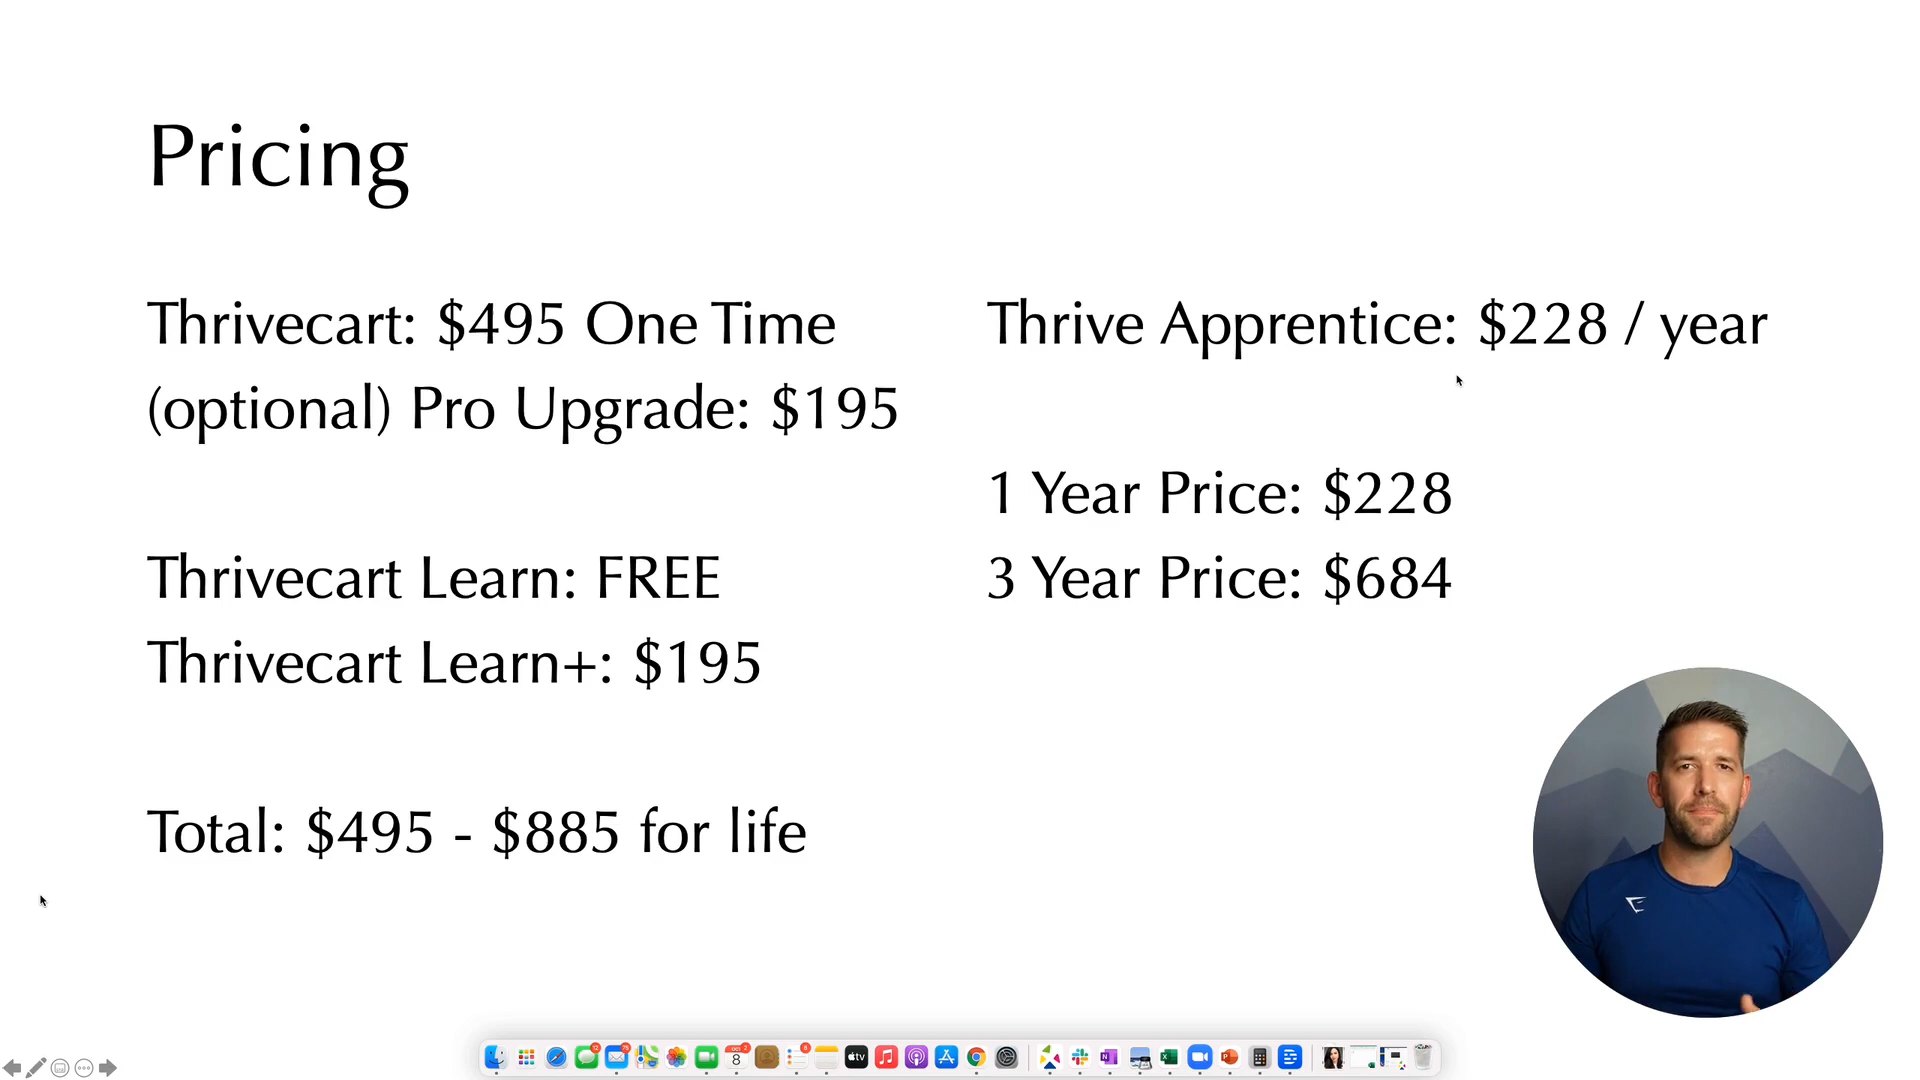 Pricing
Thrivecart: $495 One Time
(optional) Pro Upgrade: $195
Thrivecart Learn: FREE
Thrivecart Learn+: $195
Total: $495 - $885 for life
Thrive Apprentice: $228 / year
1 Year Price: $228
3 Year Price: $684